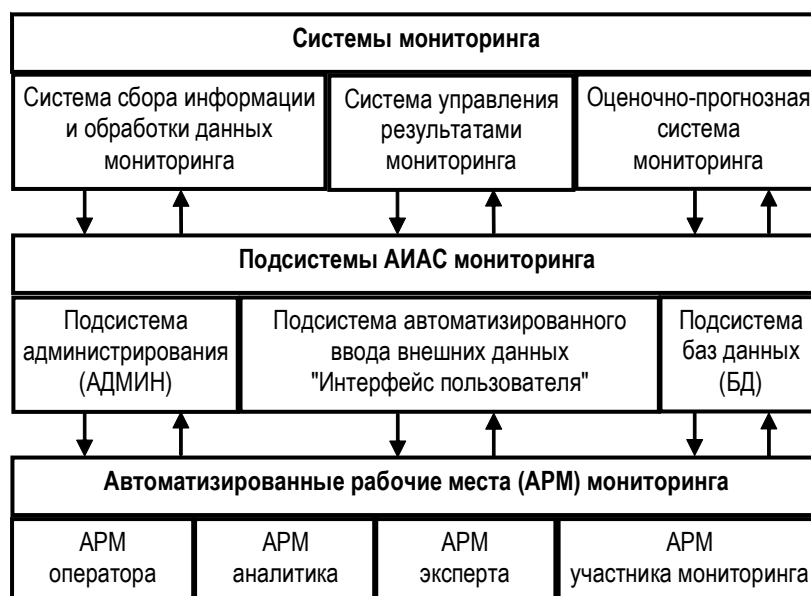 Системы мониторинга
Система сбора информации
и обработки данных
мониторинга
Система управления
результатами
мониторинга
Оценочно-прогнозная
система
мониторинга
Подсистемы АИАС мониторинга
Подсистема
администрирования
(АДМИН)
Подсистема автоматизированного
ввода внешних данных
"Интерфейс пользователя"
Подсистема
баз данных
(БД)
Автоматизированные рабочие места (АРМ) мониторинга
АРМ
оператора
АРМ
аналитика
АРМ
эксперта
АРМ
участника мониторинга